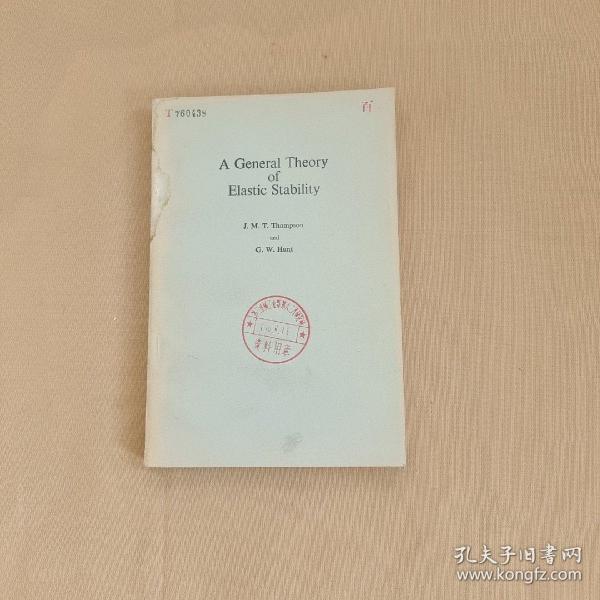 T 760438
百
A General Theory
of
Elastic Stability
J. M. T. Thompson
and
G. W. Hunt
资料用章
孔夫子旧书网
www.kongfz.com